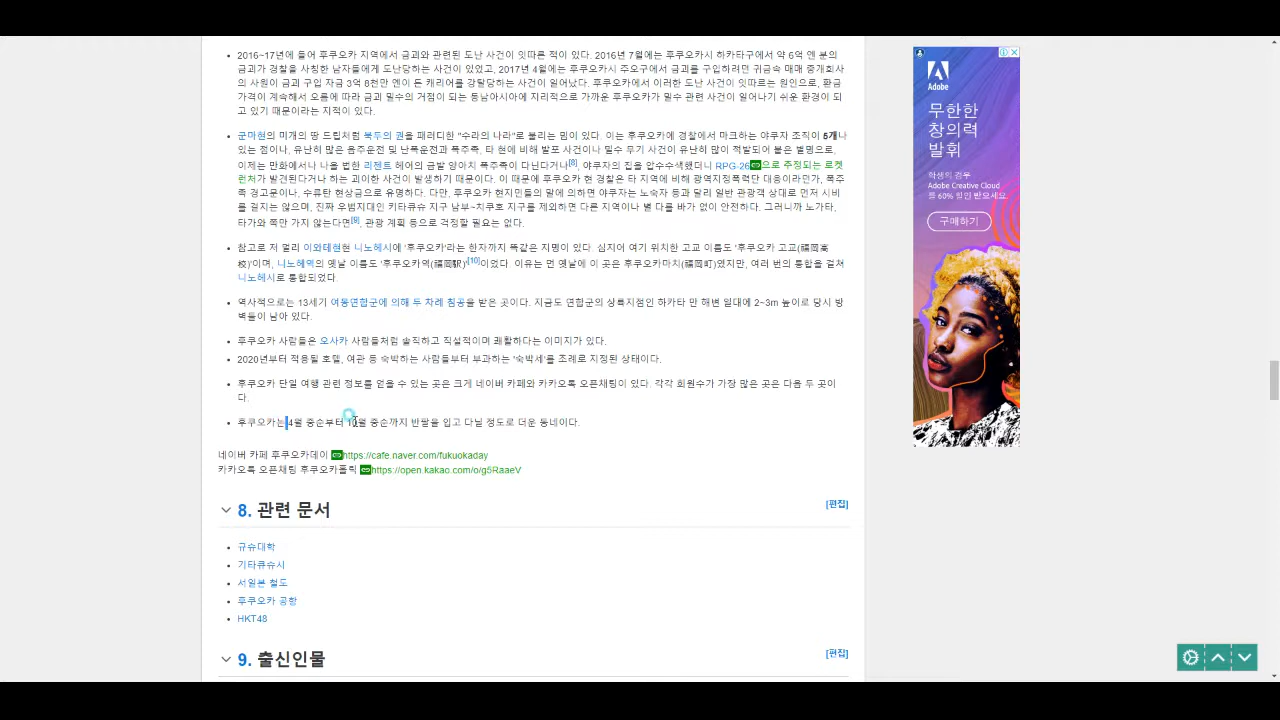 2016~17년에 들어 후쿠오카 지역에서 금괴와 관련된 도난 사건이 잇따른 적이 있다. 2016년 7월에는 후쿠오카시 하카타구에서 약 6억 엔 분의
금괴가 경찰을 사칭한 남자들에게 도난당하는 사건이 있었고, 2017년 4월에는 후쿠오카시 주오구에서 금괴를 구입하려던 귀금속 매매 중개회사
의 사원이 금괴 구입 자금 3억 8천만 엔이 든 캐리어를 강탈당하는 사건이 일어났다. 후쿠오카에서 이러한 도난 사건이 잇따르는 원인으로, 황금
가격이 계속해서 오름에 따라 금괴 밀수의 거점이 되는 동남아시아에 지리적으로 가까운 후쿠오카가 밀수 관련 사건이 일어나기 쉬운 환경이 되
고 있기 때문이라는 지적이 있다.
군마현의 미개의 땅 드립처럼 북두의 권을 패러디한 "수라의 나라"로 불리는 밈이 있다. 이는 후쿠오카에 경찰에서 마크하는 야쿠자 조직이 5개나
있는 점이나, 유난히 많은 음주운전 및 난폭운전과 폭주족, 타 현에 비해 발포 사건이나 밀수 무기 사건이 유난히 많이 적발되어 붙은 별명으로,
이제는 만화에서나 나올 법한 리젠트 헤어의 금발 양아치 폭주족이 다닌다거나[8], 야쿠자의 집을 압수수색했더니 RPG-26으로 추정되는 로켓
런처가 발견된다거나 하는 괴이한 사건이 발생하기 때문이다. 이 때문에 후쿠오카 현 경찰은 타 지역에 비해 광역지정폭력단 대응이라던가, 폭주
족 경고문이나, 수류탄 현상금으로 유명하다. 다만, 후쿠오카 현지민들의 말에 의하면 야쿠자는 노숙자 등과 달리 일반 관광객 상대로 먼저 시비
를 걸지는 않으며, 진짜 우범지대인 키타큐슈 지구 남부~치쿠호 지구를 제외하면 다른 지역이나 별 다를 바가 없이 안전하다. 그러니까 노가타,
타가와 쪽만 가지 않는다면[9], 관광 계획 등으로 걱정할 필요는 없다.
참고로 저 멀리 이와테현현 니노헤시에 '후쿠오카'라는 한자까지 똑같은 지명이 있다. 심지어 여기 위치한 고교 이름도 '후쿠오카 고교(福岡高
校)'이며, 니노헤역의 옛날 이름도 '후쿠오카역(福岡駅)'[10]이었다. 이유는 먼 옛날에 이 곳은 후쿠오카마치(福岡町)였지만, 여러 번의 통합을 걸쳐
니노헤시로 통합되었다.
역사적으로는 13세기 여몽연합군에 의해 두 차례 침공을 받은 곳이다. 지금도 연합군의 상륙지점인 하카타 만 해변 일대에 2~3m 높이로 당시 방
벽들이 남아 있다.
후쿠오카 사람들은 오사카 사람들처럼 솔직하고 직설적이며 쾌활하다는 이미지가 있다.
2020년부터 적용될 호텔, 여관 등 숙박하는 사람들부터 부과하는 '숙박세'를 조례로 지정된 상태이다.
후쿠오카 단일 여행 관련 정보를 얻을 수 있는 곳은 크게 네이버 카페와 카카오톡 오픈채팅이 있다. 각각 회원수가 가장 많은 곳은 다음 두 곳이
다.
후쿠오카는 4월 중순부터 10월 중순까지 반팔을 입고 다닐 정도로 더운 동네이다.
네이버 카페 후쿠오카데이 https://cafe.naver.com/fukuokaday
카카오톡 오픈채팅 후쿠오카홀릭 https://open.kakao.com/o/g5RaaeV
8. 관련 문서 [편집]
규슈대학
기타큐슈시
서일본 철도
후쿠오카 공항
HKT48
9. 출신인물 [편집]
Adobe
무한한
창의력
발휘
학생의 경우
Adobe Creative Cloud
를 60% 할인 받으세요.
구매하기